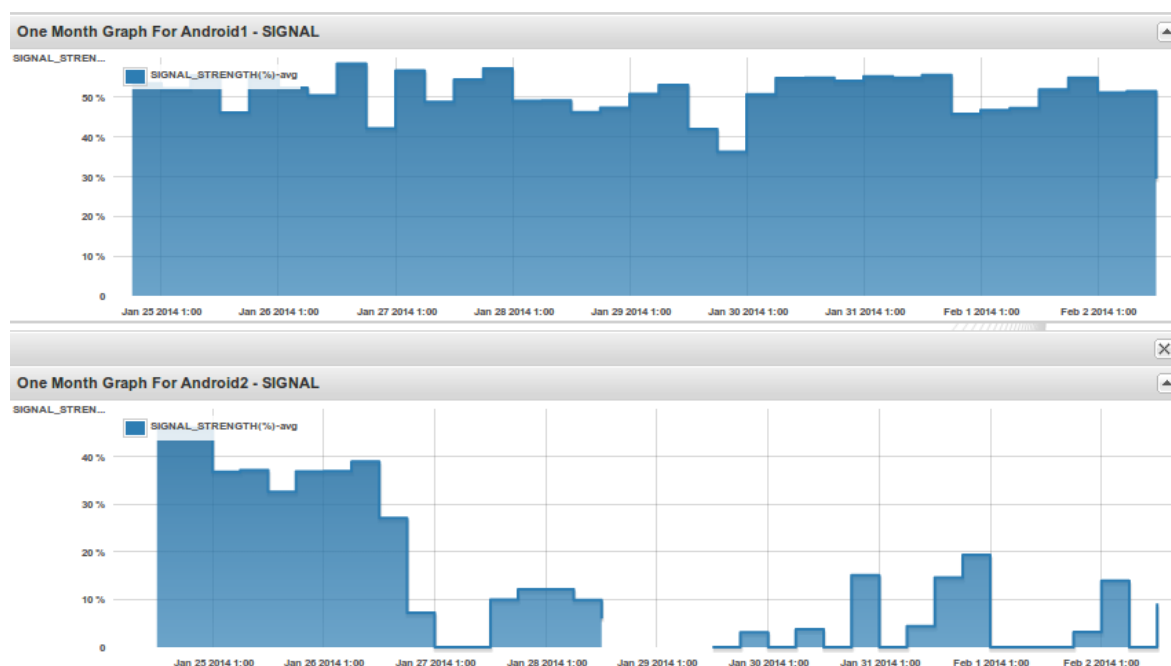 One Month Graph For Android1 - SIGNAL
SIGNAL_STREN...
SIGNAL_STRENGTH(%)-avg
50 %
40 %
30 %
20 %
10 %
0
Jan 25 2014 1:00 Jan 26 2014 1:00 Jan 27 2014 1:00 Jan 28 2014 1:00 Jan 29 2014 1:00 Jan 30 2014 1:00 Jan 31 2014 1:00 Feb 1 2014 1:00 Feb 2 2014 1:00
One Month Graph For Android2 - SIGNAL
SIGNAL_STREN...
SIGNAL_STRENGTH(%)-avg
40 %
30 %
20 %
10 %
0
Jan 25 2014 1:00 Jan 26 2014 1:00 Jan 27 2014 1:00 Jan 28 2014 1:00 Jan 29 2014 1:00 Jan 30 2014 1:00 Jan 31 2014 1:00 Feb 1 2014 1:00 Feb 2 2014 1:00